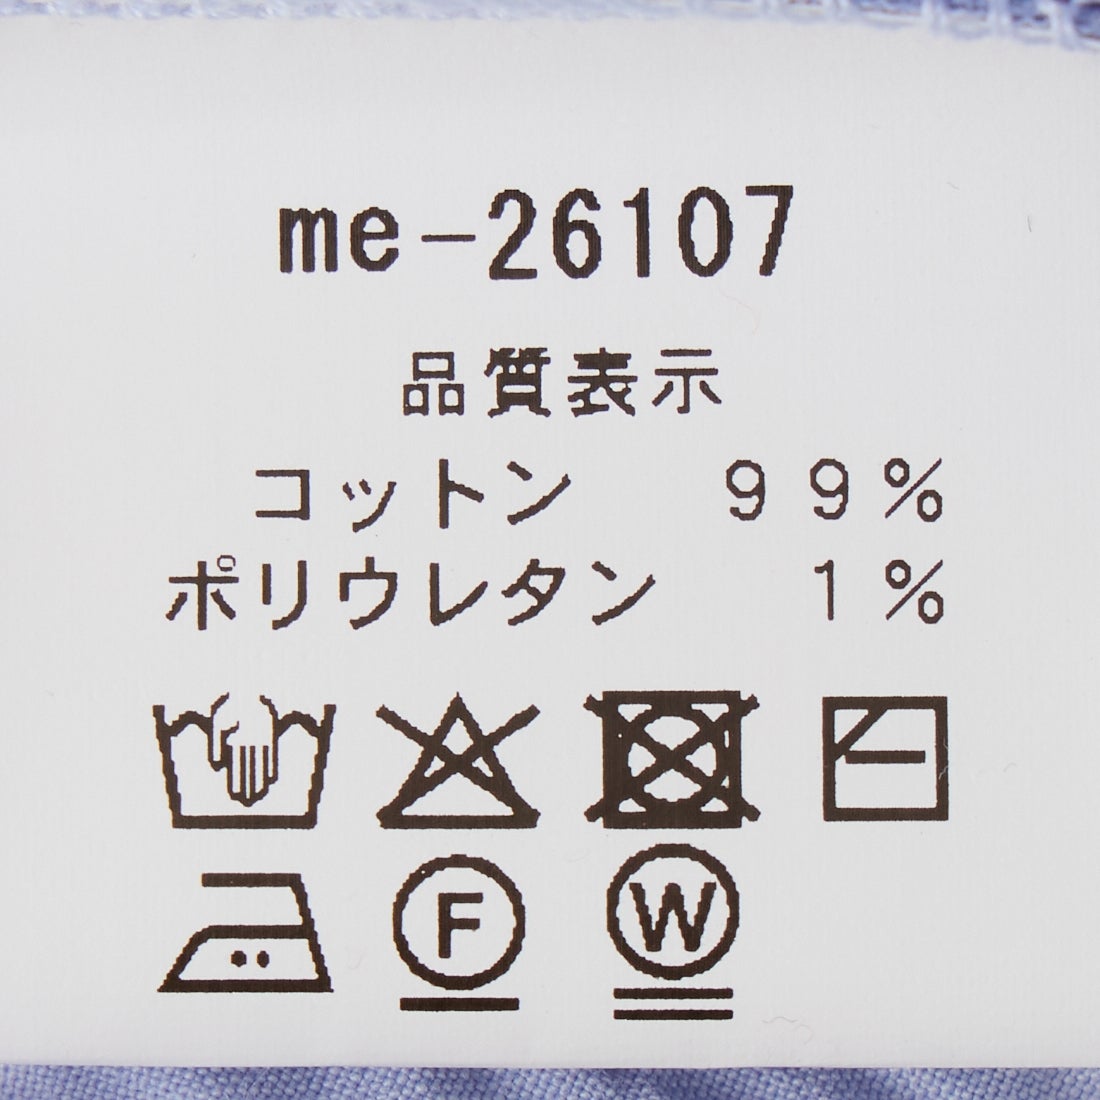 me-26107
品質表示
コットン 99%
ポリウレタン 1%
F W